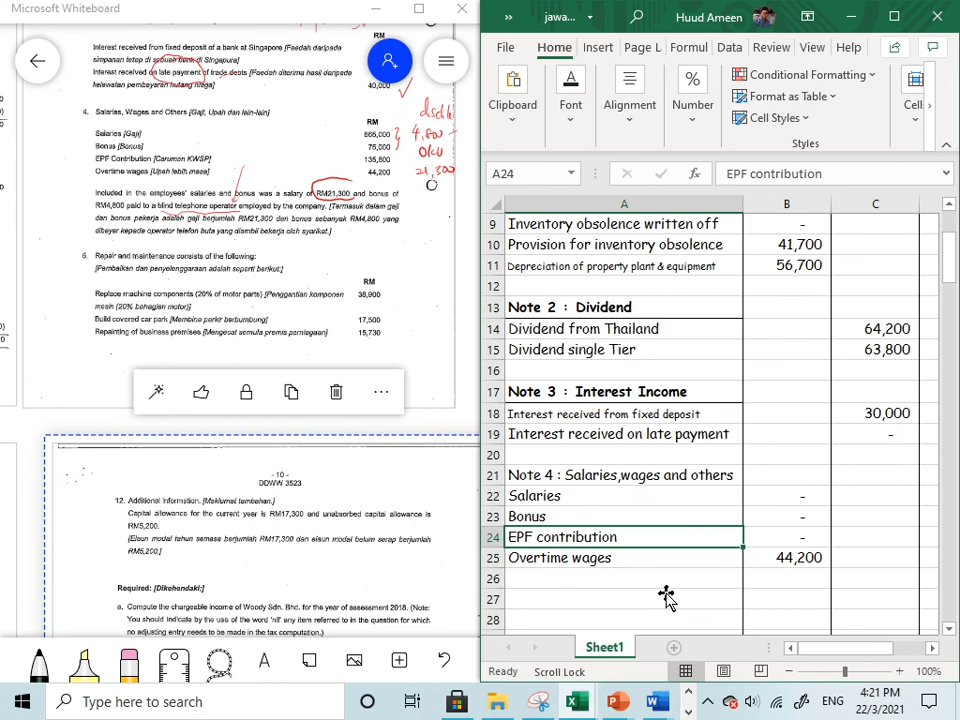 Microsoft Whiteboard
RM
Interest received from fixed deposit of a bank at Singapore [Faedah daripada
simpanan tetap di sebuah bank di Singapura]
Interest received on late payment of trade debts [Faedah diterima hasil daripada
kelewatan pembayaran hutang niaga]
40,000
4. Salaries, Wages and Others [Gaji, Upah dan lain-lain]
RM
Salaries [Gaji]
665,000
Bonus [Bonus]
75,000
EPF Contribution [Caruman KWSP]
135,800
Overtime wages [Upah lebih masa]
44,200
4,800
oku
21,300
Included in the employees' salaries and bonus was a salary of RM21,300 and bonus of
RM4,800 paid to a blind telephone operator employed by the company. [Termasuk dalam gaji
dan bonus pekerja adalah gaji berjumlah RM21,300 dan bonus sebanyak RM4,800 yang
dibayar kepada operator telefon buta yang diambil bekerja oleh syarikat.]
Repair and maintenance consists of the following:
[Pembaikan dan penyelenggaraan adalah seperti berikut:]
RM
Replace machine components (20% of motor parts) [Penggantian komponen
mesin (20% bahagian motor)]
38,900
Build covered car park [Membina parkir berbumbung]
17,500
Repainting of business premises [Mengecat semula premis perniagaan]
15,730
- 10 -
DDWW 3523
12. Additional information. [Maklumat tambahan.]
Capital allowance for the current year is RM17,300 and unabsorbed capital allowance is
RM5,200.
[Elaun modal tahun semasa berjumlah RM17,300 dan elaun modal belum serap berjumlah
RM5,200.]
Required: [Dikehendaki:]
a. Compute the chargeable income of Woody Sdn. Bhd. for the year of assessment 2018. (Note:
You should indicate by the use of the word 'nil' any item referred to in the question for which
no adjusting entry needs to be made in the tax computation.)
jawa...
Huud Ameen
File Home Insert Page L Formul Data Review View Help
Clipboard
Font
Alignment
Number
Conditional Formatting
Format as Table
Cell Styles
Styles
Cells
A24
fx
EPF contribution
A B C
9 Inventory obsolence written off -
10 Provision for inventory obsolence 41,700
11 Depreciation of property plant & equipment 56,700
12
13 Note 2 : Dividend
14 Dividend from Thailand 64,200
15 Dividend single Tier 63,800
16
17 Note 3 : Interest Income
18 Interest received from fixed deposit 30,000
19 Interest received on late payment -
20
21 Note 4 : Salaries,wages and others
22 Salaries -
23 Bonus -
24 EPF contribution -
25 Overtime wages 44,200
26
27
28
Sheet1
Ready Scroll Lock 100%
Type here to search
ENG
4:21 PM
22/3/2021